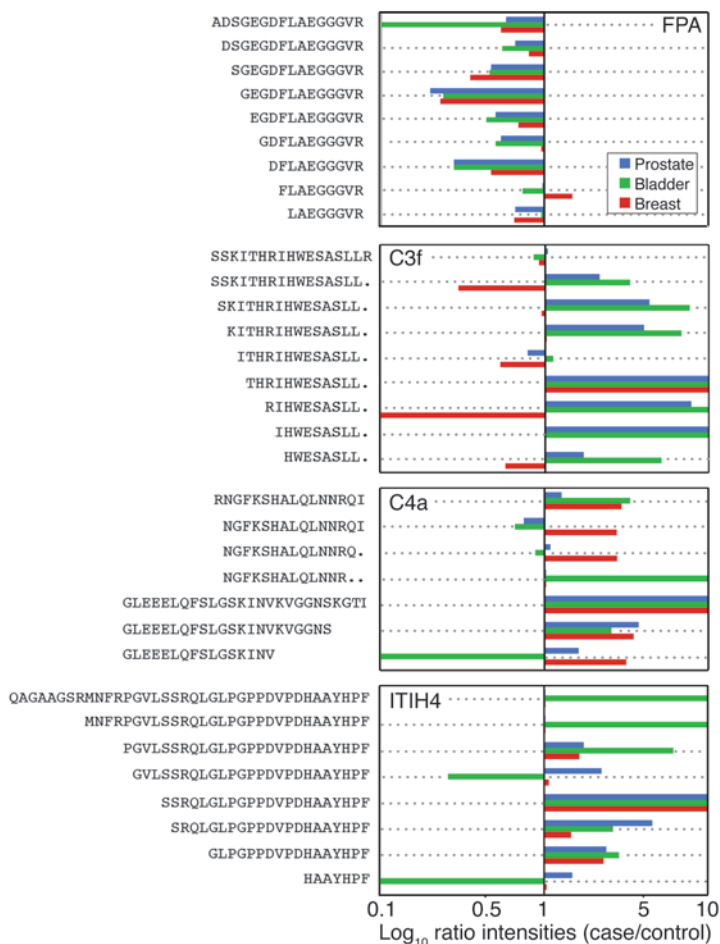 FPA
ADSGEGDFLAEGGGVR
DSGEGDFLAEGGGVR
SGEGDFLAEGGGVR
GEGDFLAEGGGVR
EGDFLAEGGGVR
GDFLAEGGGVR
DFLAEGGGVR
FLAEGGGVR
LAEGGGVR
Prostate
Bladder
Breast
C3f
SSKITHRIHWESASLLR
SSKITHRIHWESASLL.
SKITHRIHWESASLL.
KITHRIHWESASLL.
ITHRIHWESASLL.
THRIHWESASLL.
RIHWESASLL.
IHWESASLL.
HWESASLL.
C4a
RNGFKSHALQLNNRQI
NGFKSHALQLNNRQI
NGFKSHALQLNNRQ.
NGFKSHALQLNNR..
GLEEELQFSLGSKINVKVGGNSKGTI
GLEEELQFSLGSKINVKVGGNS
GLEEELQFSLGSKINV
ITIH4
QAGAAGSRMNFRPGVLSSRQLGLPGPPDVPDHAAYHPF
MNFRPGVLSSRQLGLPGPPDVPDHAAYHPF
PGVLSSRQLGLPGPPDVPDHAAYHPF
GVLSSRQLGLPGPPDVPDHAAYHPF
SSRQLGLPGPPDVPDHAAYHPF
SRQLGLPGPPDVPDHAAYHPF
GLPGPPDVPDHAAYHPF
HAAYHPF
0.1 0.5 1 5 10
Log10 ratio intensities (case/control)